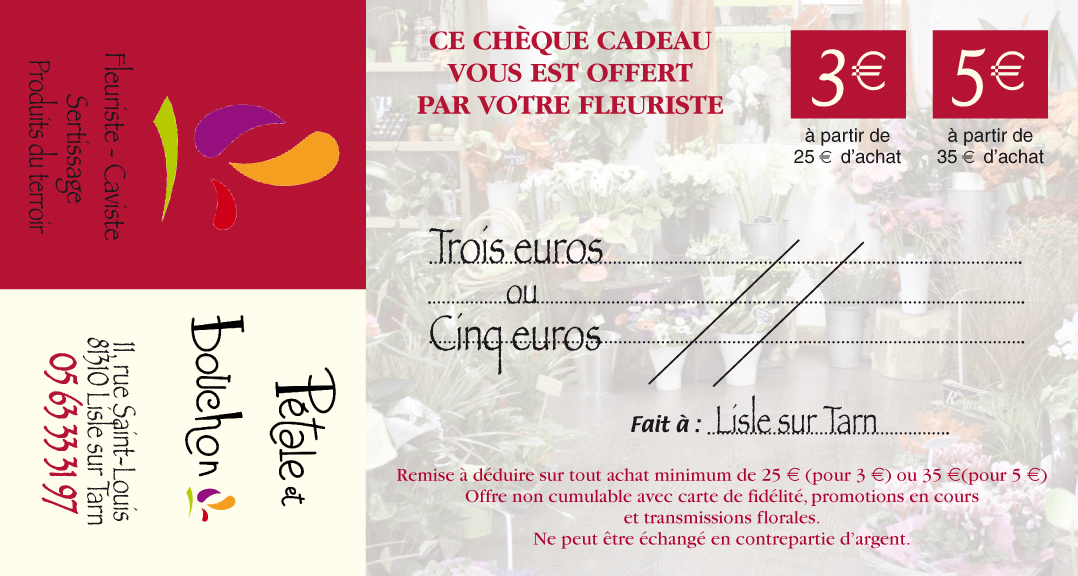 Fleuriste - Caviste
Sertissage
Produits du terroir
Pétale et
bouchon
11, rue Saint-Louis
81310 Lisle sur Tarn
05 63 33 31 97
CE CHÈQUE CADEAU
VOUS EST OFFERT
PAR VOTRE FLEURISTE
3€
à partir de
25 € d'achat
5€
à partir de
35 € d'achat
Trois euros
ou
Cinq euros
Fait à : Lisle sur Tarn
Remise à déduire sur tout achat minimum de 25 € (pour 3 €) ou 35 €(pour 5 €)
Offre non cumulable avec carte de fidélité, promotions en cours
et transmissions florales.
Ne peut être échangé en contrepartie d'argent.